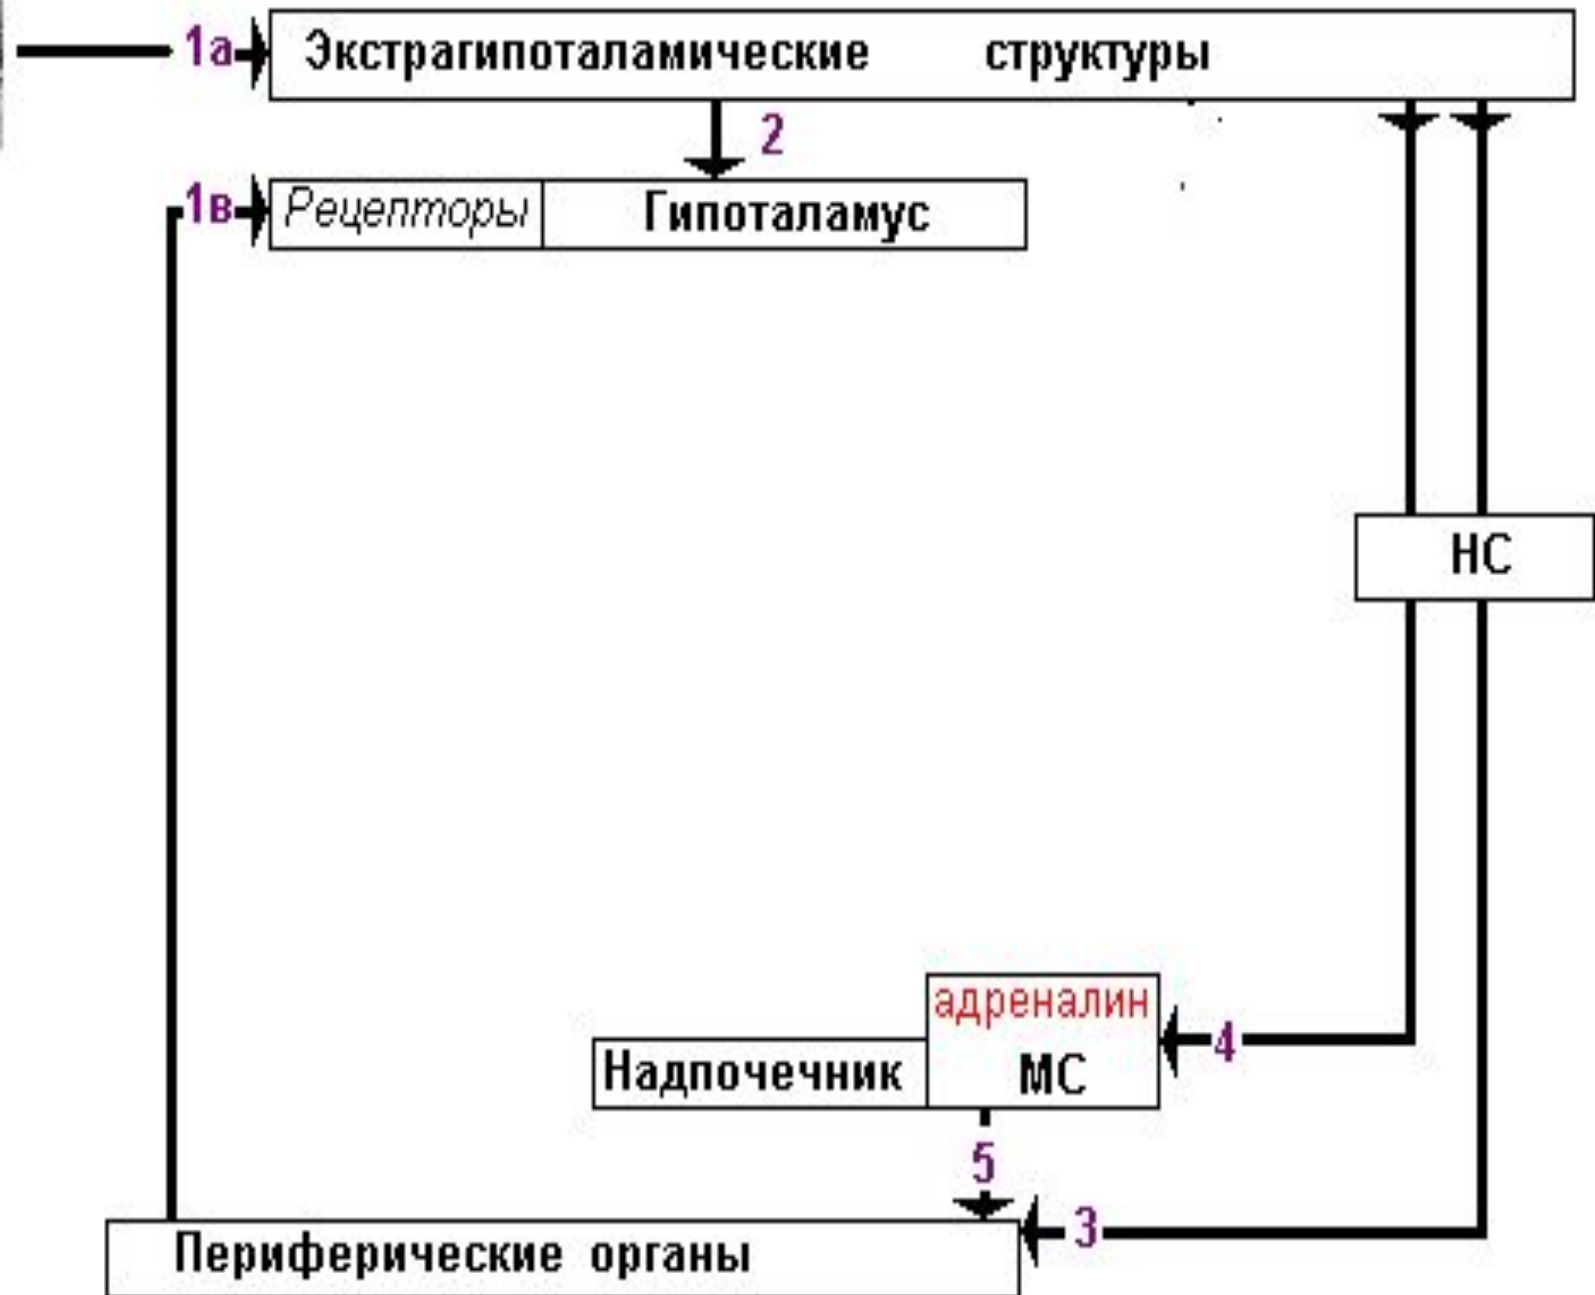 1а Экстрагипоталамические структуры
2
1в Рецепторы Гипоталамус
НС
адреналин
Надпочечник МС
4
5
3
Периферические органы